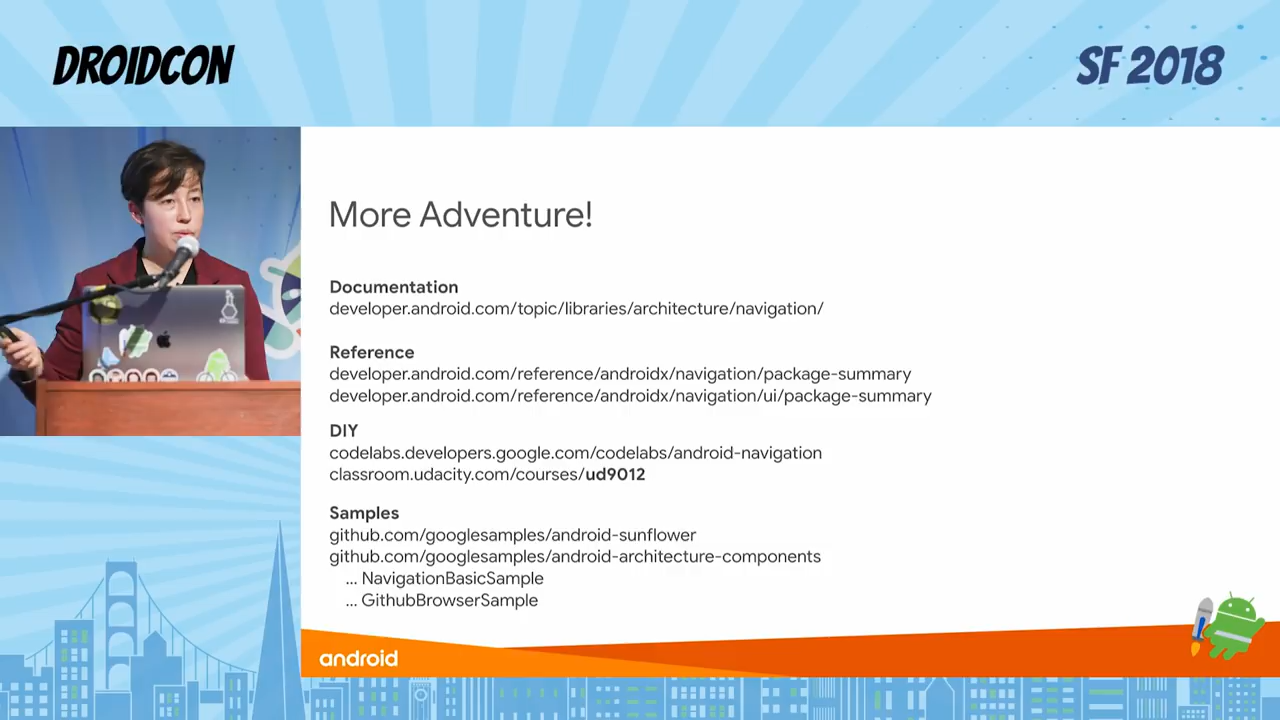 DROIDCON
SF 2018
More Adventure!
Documentation
developer.android.com/topic/libraries/architecture/navigation/
Reference
developer.android.com/reference/androidx/navigation/package-summary
developer.android.com/reference/androidx/navigation/ui/package-summary
DIY
codelabs.developers.google.com/codelabs/android-navigation
classroom.udacity.com/courses/ud9012
Samples
github.com/googlesamples/android-sunflower
github.com/googlesamples/android-architecture-components
... NavigationBasicSample
... GithubBrowserSample
android